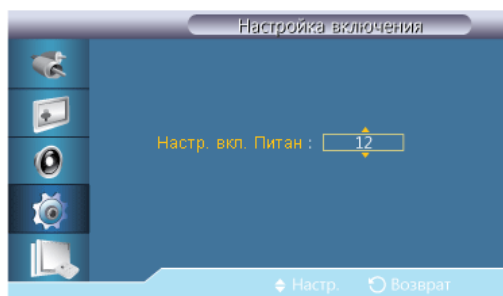 Настройка включения
Настр. вкл. Питан : 12
Настр. Возврат